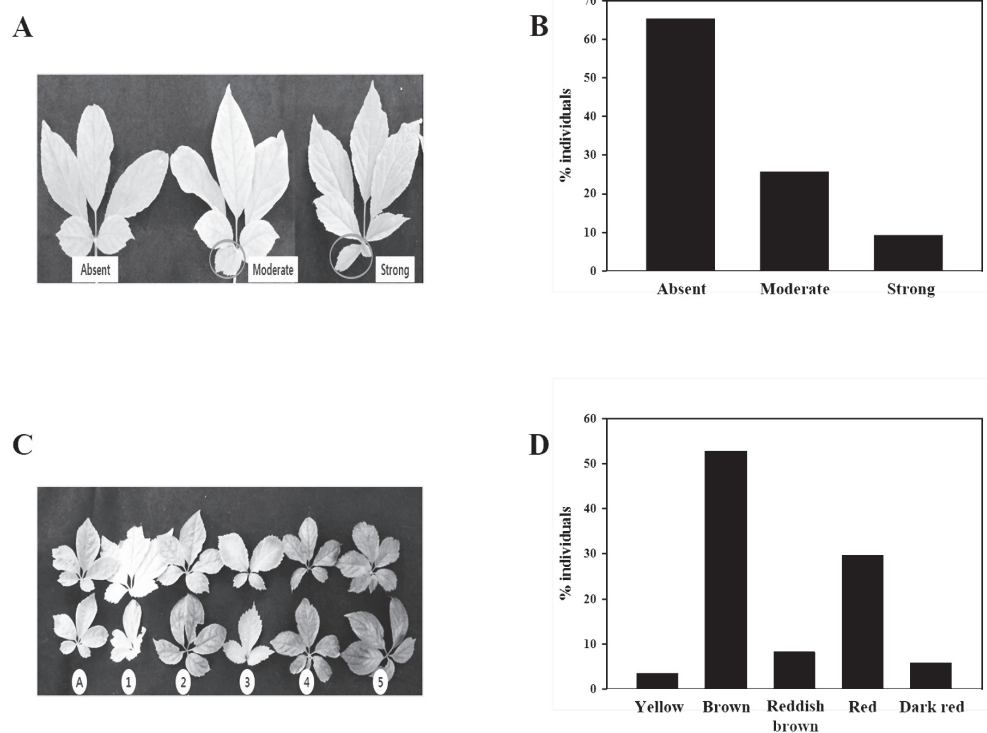 A
Absent
Moderate
Strong
B
% individuals
70
60
50
40
30
20
10
0
Absent Moderate Strong
C
A 1 2 3 4 5
D
% individuals
60
50
40
30
20
10
0
Yellow Brown Reddish brown Red Dark red